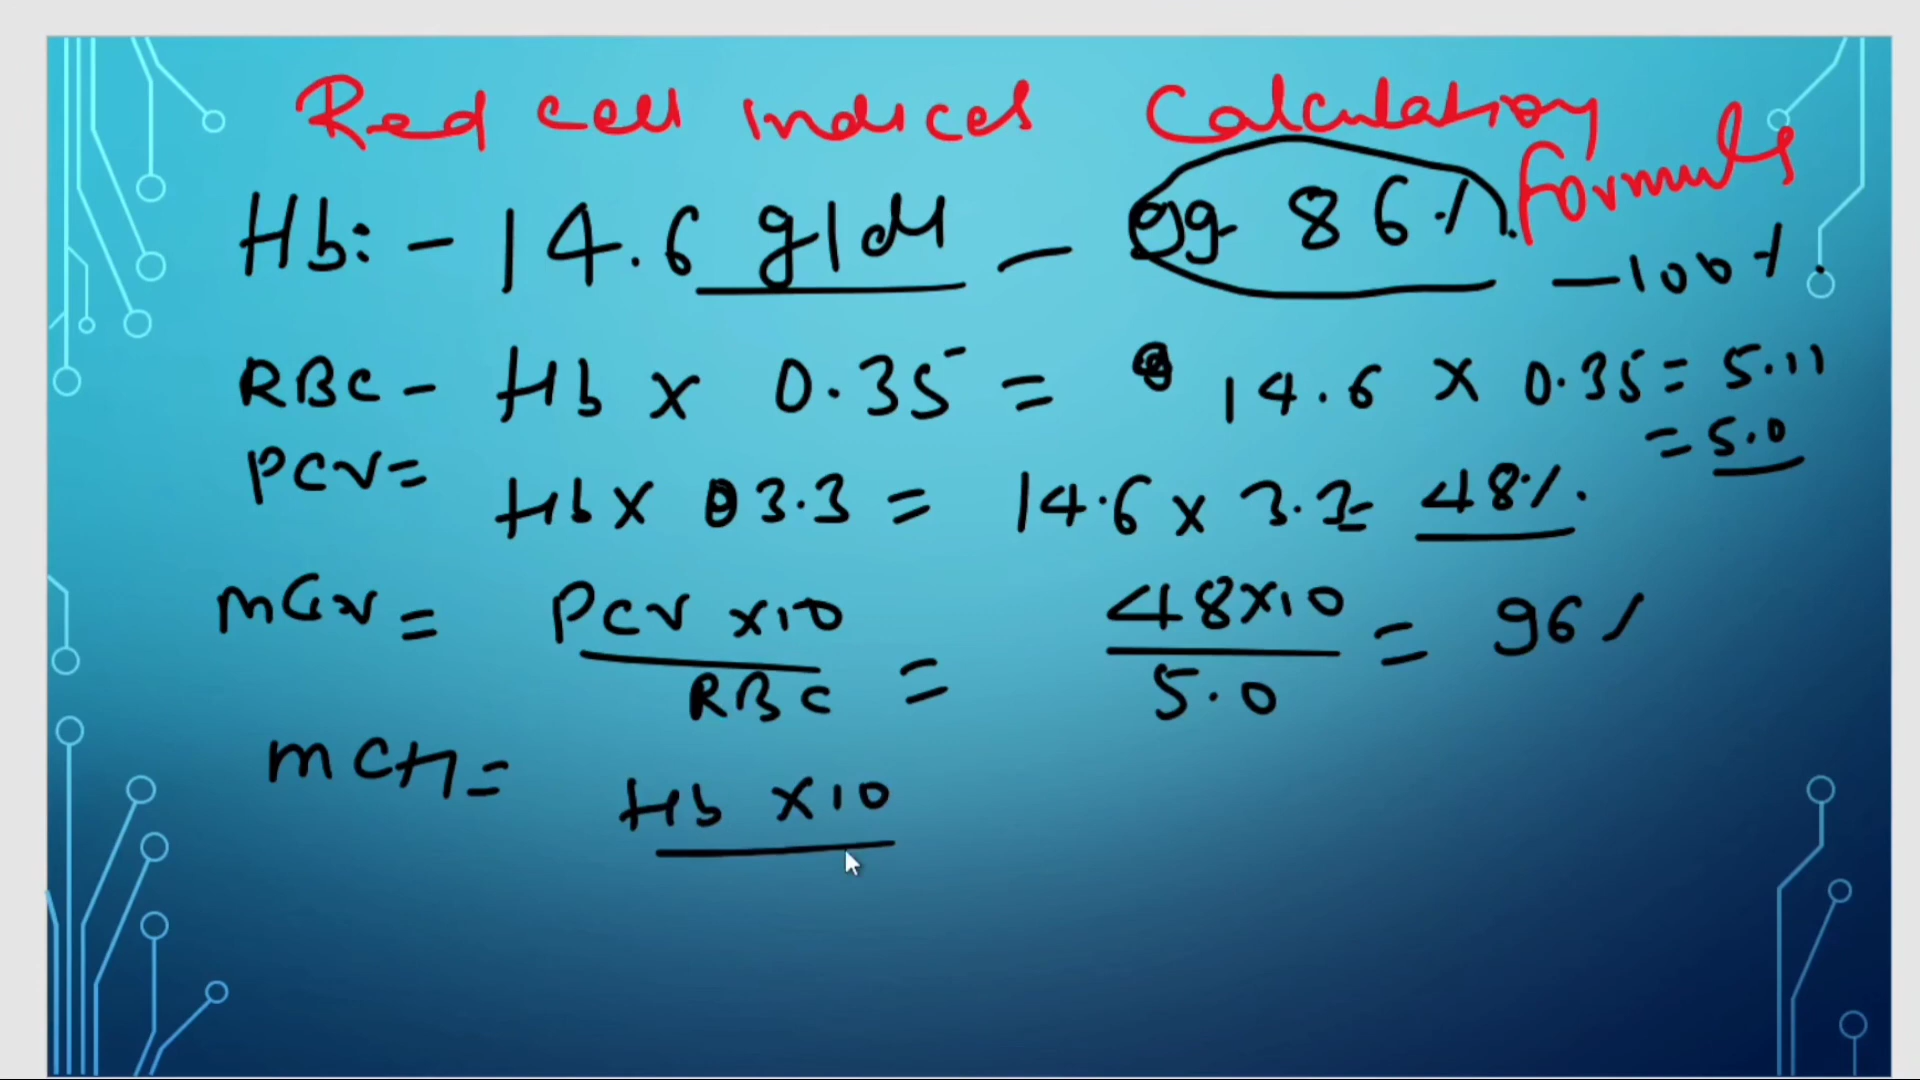 Red cell indices Calculation
Formula
Hb:- 14.6 g/dl — 86%.
— 100%.
RBC - Hb x 0.35 = 14.6 x 0.35 = 5.11
= 5.0
PCV =
Hb x 3.3 = 14.6 x 3.3 = 48%.
MCV = PCV x10 / RBC = 48x10 / 5.0 = 96
MCH =
Hb x10